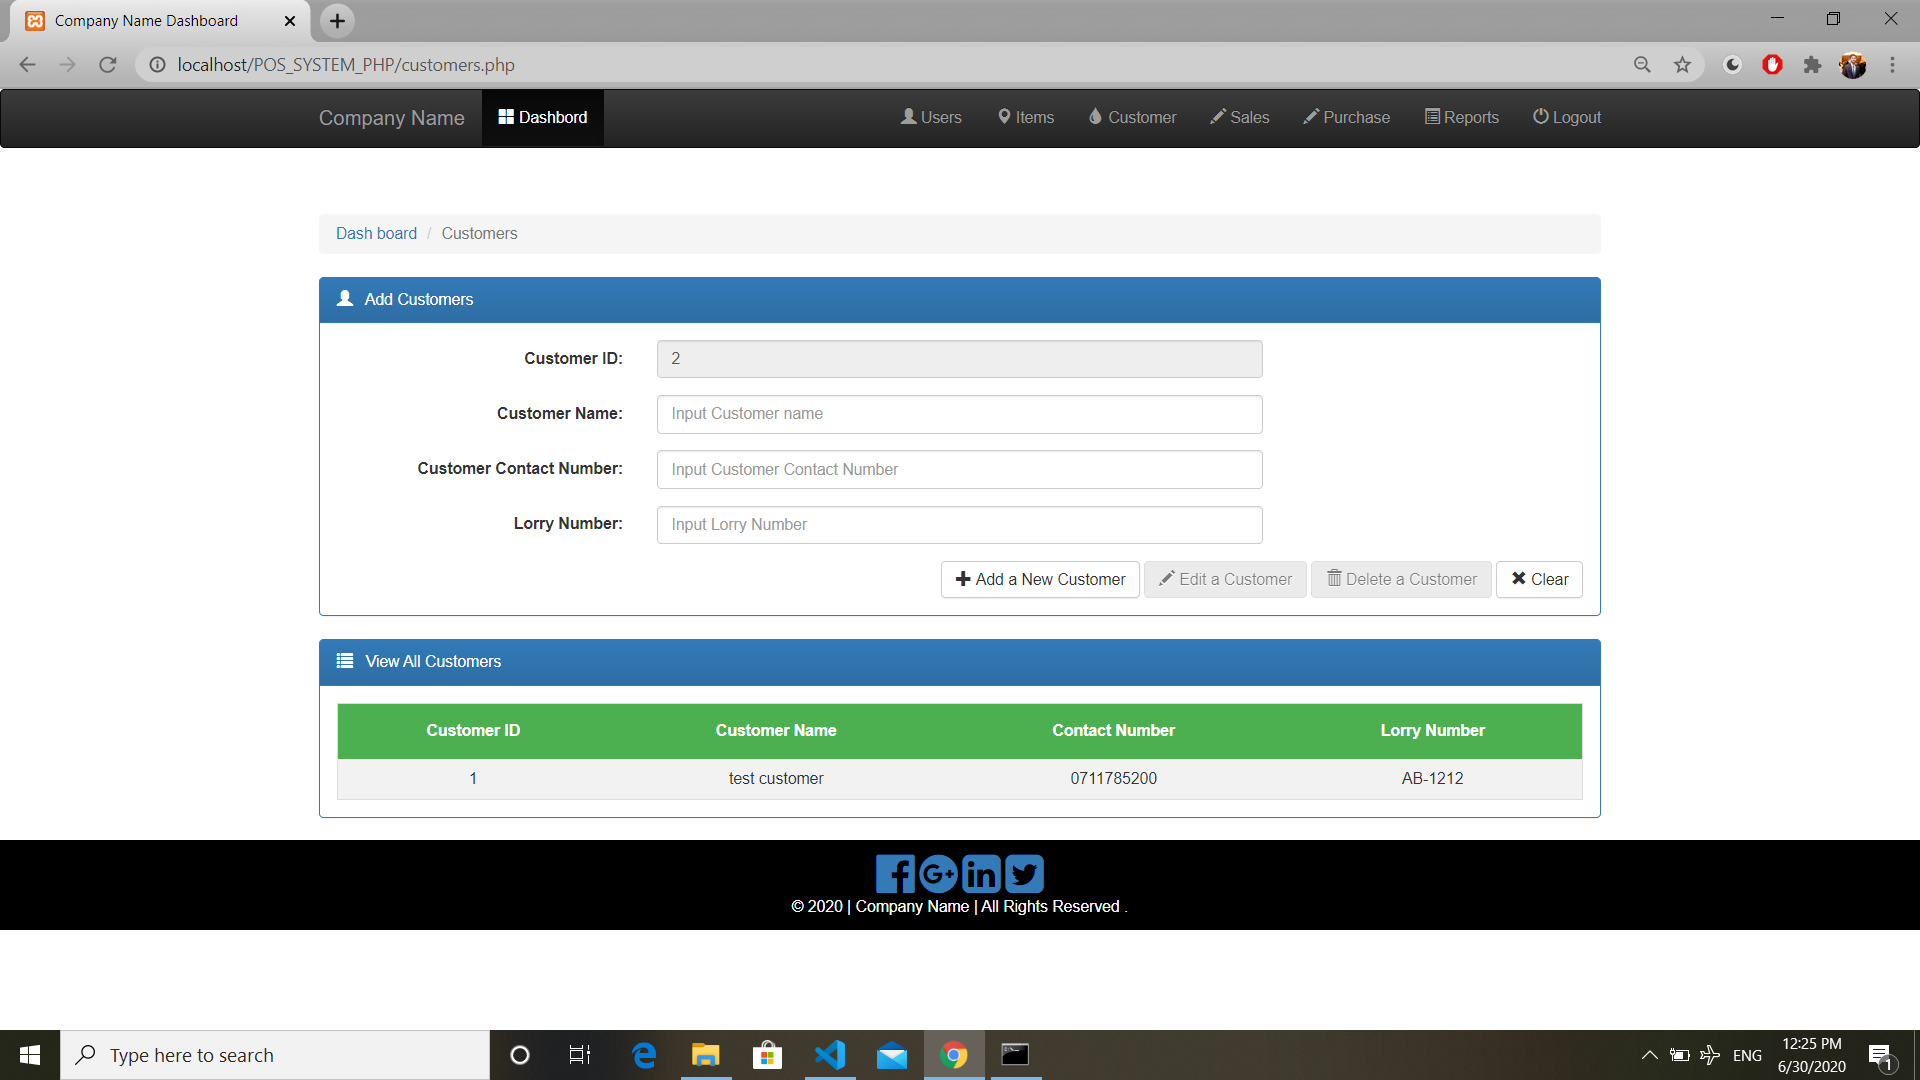 Company Name Dashboard
localhost/POS_SYSTEM_PHP/customers.php
Company Name Dashbord Users Items Customer Sales Purchase Reports Logout
Dash board / Customers
Add Customers
Customer ID: 2
Customer Name: Input Customer name
Customer Contact Number: Input Customer Contact Number
Lorry Number: Input Lorry Number
Add a New Customer Edit a Customer Delete a Customer Clear
View All Customers
Customer ID Customer Name Contact Number Lorry Number
1 test customer 0711785200 AB-1212
© 2020 | Company Name | All Rights Reserved .
Type here to search
ENG
12:25 PM
6/30/2020
1